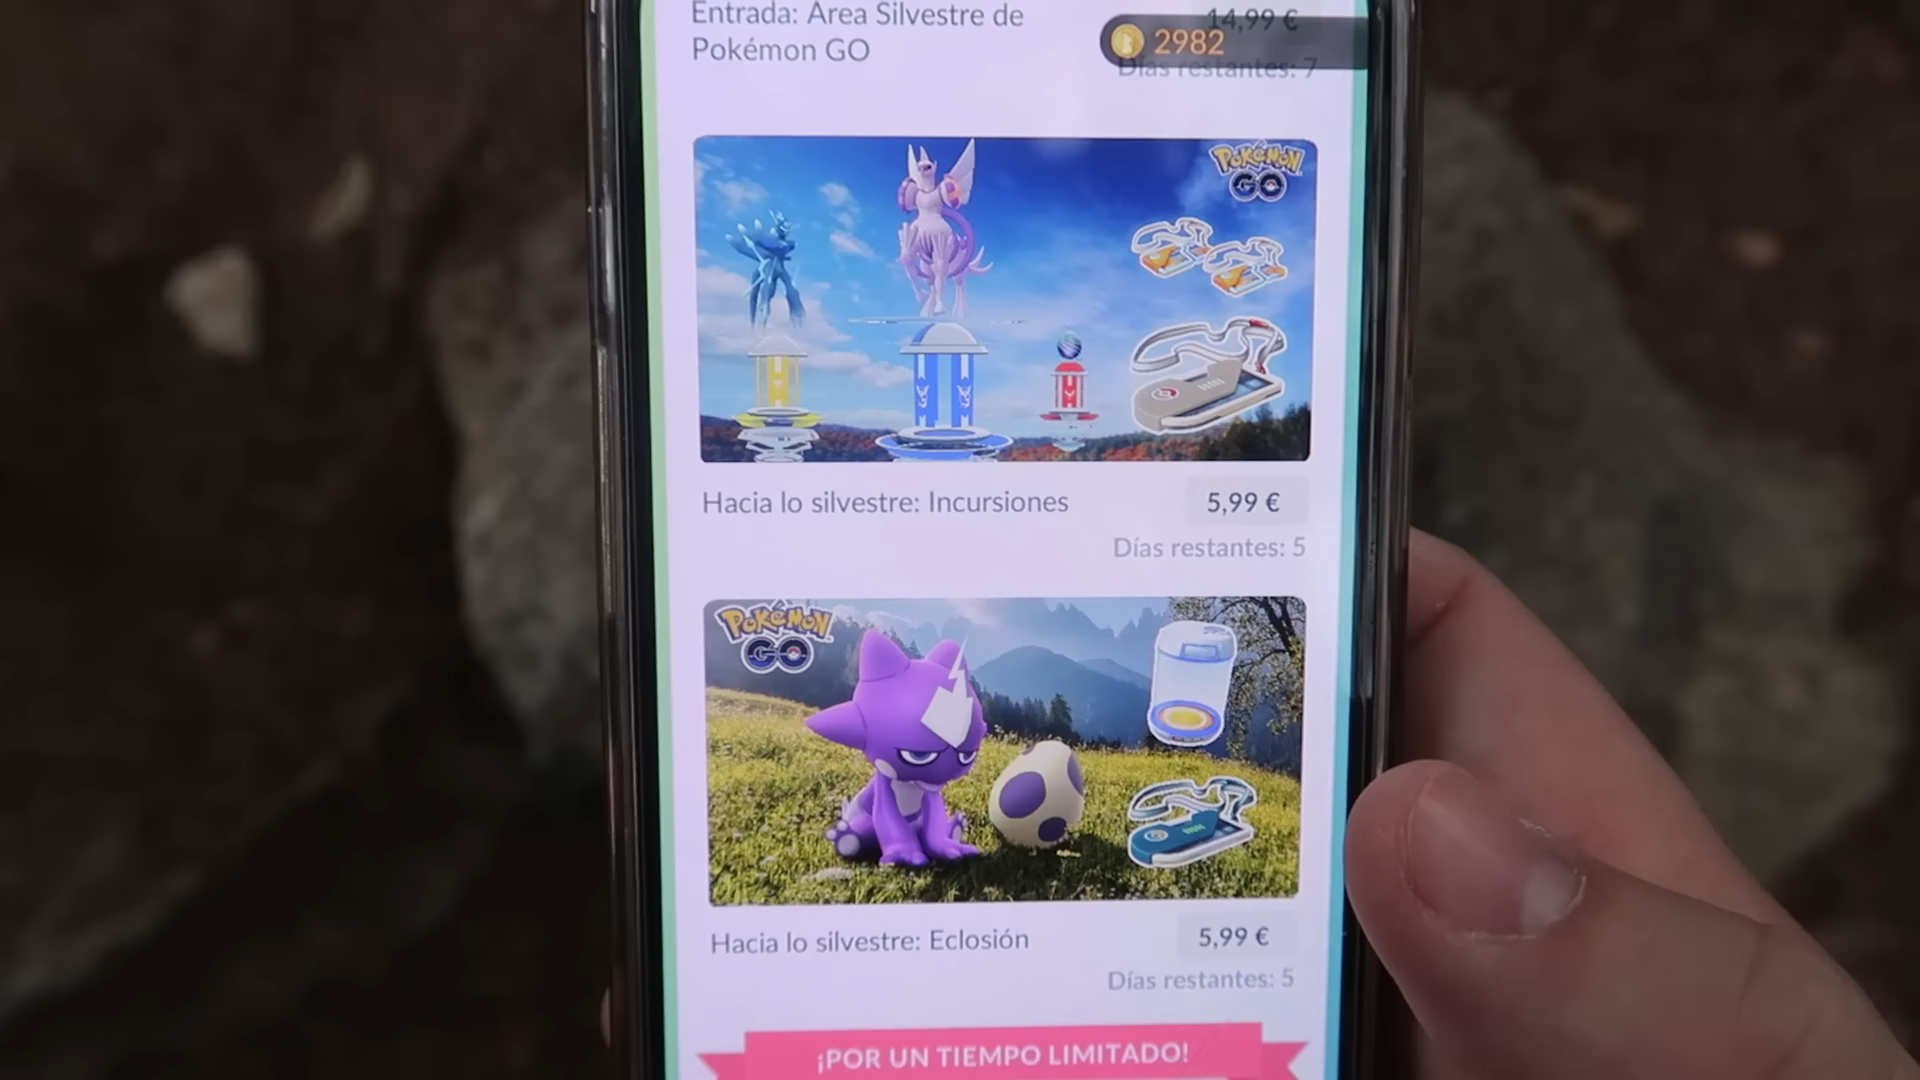 Entrada: Área Silvestre de
Pokémon GO
14,99 €
2982
Días restantes: 7
POKÉMON
GO
Hacia lo silvestre: Incursiones
5,99 €
Días restantes: 5
POKÉMON
GO
Hacia lo silvestre: Eclosión
5,99 €
Días restantes: 5
¡POR UN TIEMPO LIMITADO!